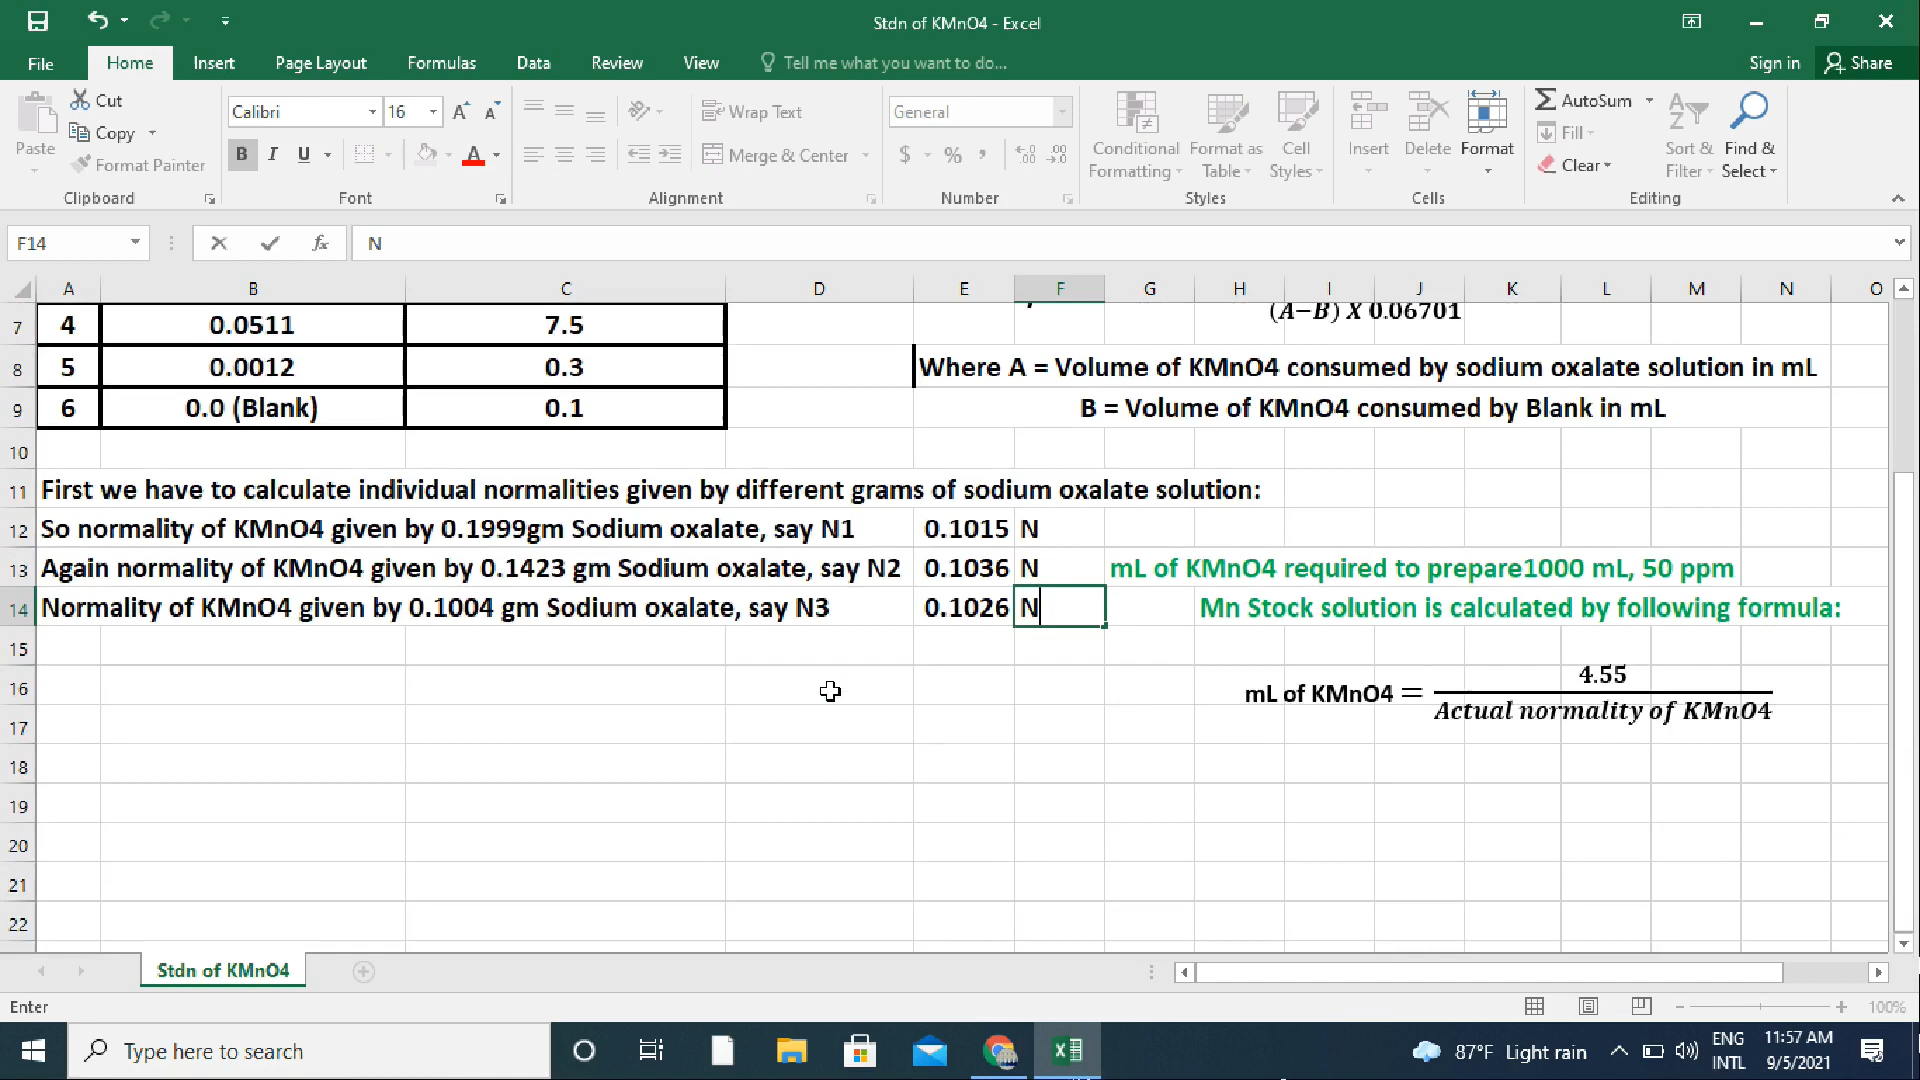 Stdn of KMnO4 - Excel
File Home Insert Page Layout Formulas Data Review View Tell me what you want to do... Sign in Share
Cut
Copy
Format Painter
Paste
Clipboard
Calibri 16
B I U
Font
Wrap Text
Merge & Center
Alignment
General
$ % ,
Number
Conditional Formatting
Format as Table
Cell Styles
Styles
Insert Delete Format
Cells
AutoSum
Fill
Clear
Sort & Filter
Find & Select
Editing
F14 fx N
A B C D E F G H I J K L M N O
7 4 0.0511 7.5 (A−B) X 0.06701
8 5 0.0012 0.3 Where A = Volume of KMnO4 consumed by sodium oxalate solution in mL
9 6 0.0 (Blank) 0.1 B = Volume of KMnO4 consumed by Blank in mL
10
11 First we have to calculate individual normalities given by different grams of sodium oxalate solution:
12 So normality of KMnO4 given by 0.1999gm Sodium oxalate, say N1 0.1015 N
13 Again normality of KMnO4 given by 0.1423 gm Sodium oxalate, say N2 0.1036 N mL of KMnO4 required to prepare1000 mL, 50 ppm
14 Normality of KMnO4 given by 0.1004 gm Sodium oxalate, say N3 0.1026 N Mn Stock solution is calculated by following formula:
15
16 4.55
mL of KMnO4 =
17 Actual normality of KMnO4
18
19
20
21
22
Stdn of KMnO4
Enter 100%
Type here to search
87°F Light rain
ENG
INTL
11:57 AM
9/5/2021